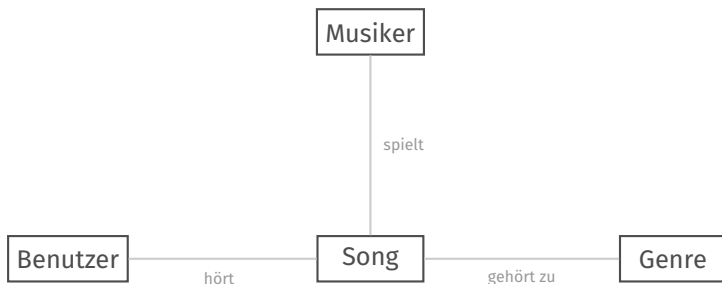 Musiker
spielt
Benutzer
hört
Song
gehört zu
Genre